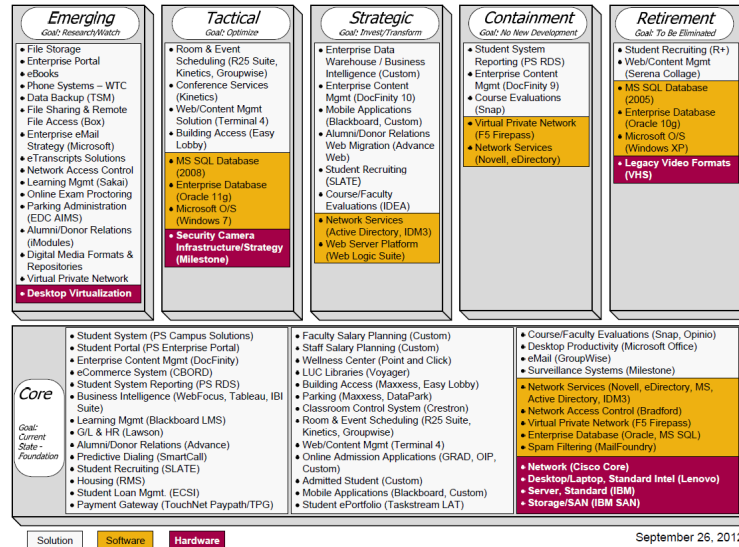 Emerging
Goal: Research/Watch
File Storage
Enterprise Portal
eBooks
Phone Systems – WTC
Data Backup (TSM)
File Sharing & Remote
File Access (Box)
Enterprise eMail
Strategy (Microsoft)
eTranscripts Solutions
Network Access Control
Learning Mgmt (Sakai)
Online Exam Proctoring
Parking Administration
(EDC AIMS)
Alumni/Donor Relations
(iModules)
Digital Media Formats &
Repositories
Virtual Private Network
Desktop Virtualization
Tactical
Goal: Optimize
Room & Event
Scheduling (R25 Suite,
Kinetics, Groupwise)
Conference Services
(Kinetics)
Web/Content Mgmt
Solution (Terminal 4)
Building Access (Easy
Lobby)
MS SQL Database
(2008)
Enterprise Database
(Oracle 11g)
Microsoft O/S
(Windows 7)
Security Camera
Infrastructure/Strategy
(Milestone)
Strategic
Goal: Invest/Transform
Enterprise Data
Warehouse / Business
Intelligence (Custom)
Enterprise Content
Mgmt (DocFinity 10)
Mobile Applications
(Blackboard, Custom)
Alumni/Donor Relations
Web Migration (Advance
Web)
Student Recruiting
(SLATE)
Course/Faculty
Evaluations (IDEA)
Network Services
(Active Directory, IDM3)
Web Server Platform
(Web Logic Suite)
Containment
Goal: No New Development
Student System
Reporting (PS RDS)
Enterprise Content
Mgmt (DocFinity 9)
Course Evaluations
(Snap)
Virtual Private Network
(F5 Firepass)
Network Services
(Novell, eDirectory)
Retirement
Goal: To Be Eliminated
Student Recruiting (R+)
Web/Content Mgmt
(Serena Collage)
MS SQL Database
(2005)
Enterprise Database
(Oracle 10g)
Microsoft O/S
(Windows XP)
Legacy Video Formats
(VHS)
Core
Goal:
Current
State -
Foundation
Student System (PS Campus Solutions)
Student Portal (PS Enterprise Portal)
Enterprise Content Mgmt (DocFinity)
eCommerce System (CBORD)
Student System Reporting (PS RDS)
Business Intelligence (WebFocus, Tableau, IBI
Suite)
Learning Mgmt (Blackboard LMS)
G/L & HR (Lawson)
Alumni/Donor Relations (Advance)
Predictive Dialing (SmartCall)
Student Recruiting (SLATE)
Housing (RMS)
Student Loan Mgmt. (ECSI)
Payment Gateway (TouchNet Paypath/TPG)
Faculty Salary Planning (Custom)
Staff Salary Planning (Custom)
Wellness Center (Point and Click)
LUC Libraries (Voyager)
Building Access (Maxxess, Easy Lobby)
Parking (Maxxess, DataPark)
Classroom Control System (Crestron)
Room & Event Scheduling (R25 Suite,
Kinetics, Groupwise)
Web/Content Mgmt (Terminal 4)
Online Admission Applications (GRAD, OIP,
Custom)
Admitted Student (Custom)
Mobile Applications (Blackboard, Custom)
Student ePortfolio (Taskstream LAT)
Course/Faculty Evaluations (Snap, Opinio)
Desktop Productivity (Microsoft Office)
eMail (GroupWise)
Surveillance Systems (Milestone)
Network Services (Novell, eDirectory, MS,
Active Directory, IDM3)
Network Access Control (Bradford)
Virtual Private Network (F5 Firepass)
Enterprise Database (Oracle, MS SQL)
Spam Filtering (MailFoundry)
Network (Cisco Core)
Desktop/Laptop, Standard Intel (Lenovo)
Server, Standard (IBM)
Storage/SAN (IBM SAN)
Solution
Software
Hardware
September 26, 2012